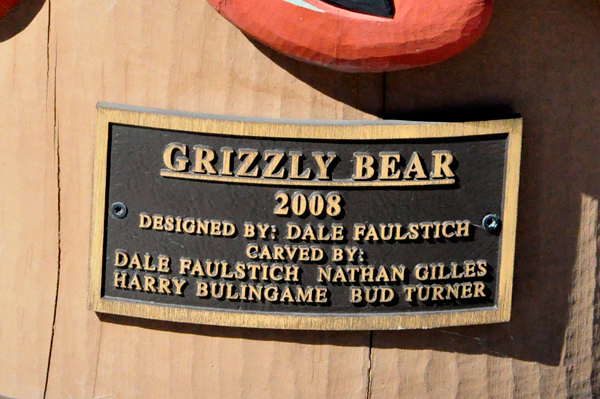 GRIZZLY BEAR
2008
DESIGNED BY: DALE FAULSTICH
CARVED BY:
DALE FAULSTICH NATHAN GILLES
HARRY BULINGAME BUD TURNER